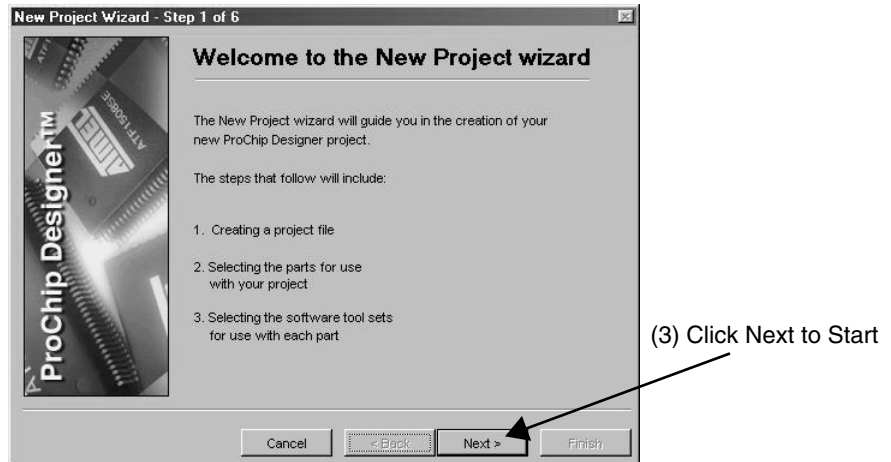 New Project Wizard - Step 1 of 6
Welcome to the New Project wizard
The New Project wizard will guide you in the creation of your
new ProChip Designer project.
The steps that follow will include:
1. Creating a project file
2. Selecting the parts for use
with your project
3. Selecting the software tool sets
for use with each part
ProChip Designer™
ATF1508SE
ATMEL
(3) Click Next to Start
Cancel
< Back
Next >
Finish